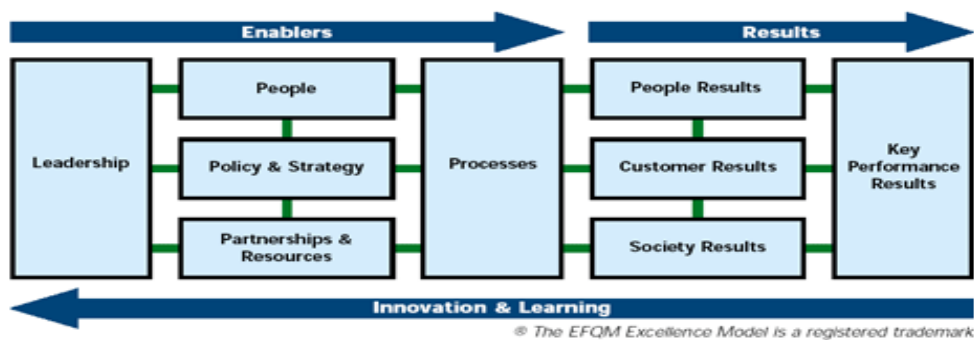 Enablers
Results
People
People Results
Leadership
Policy & Strategy
Processes
Customer Results
Key
Performance
Results
Partnerships &
Resources
Society Results
Innovation & Learning
® The EFQM Excellence Model is a registered trademark